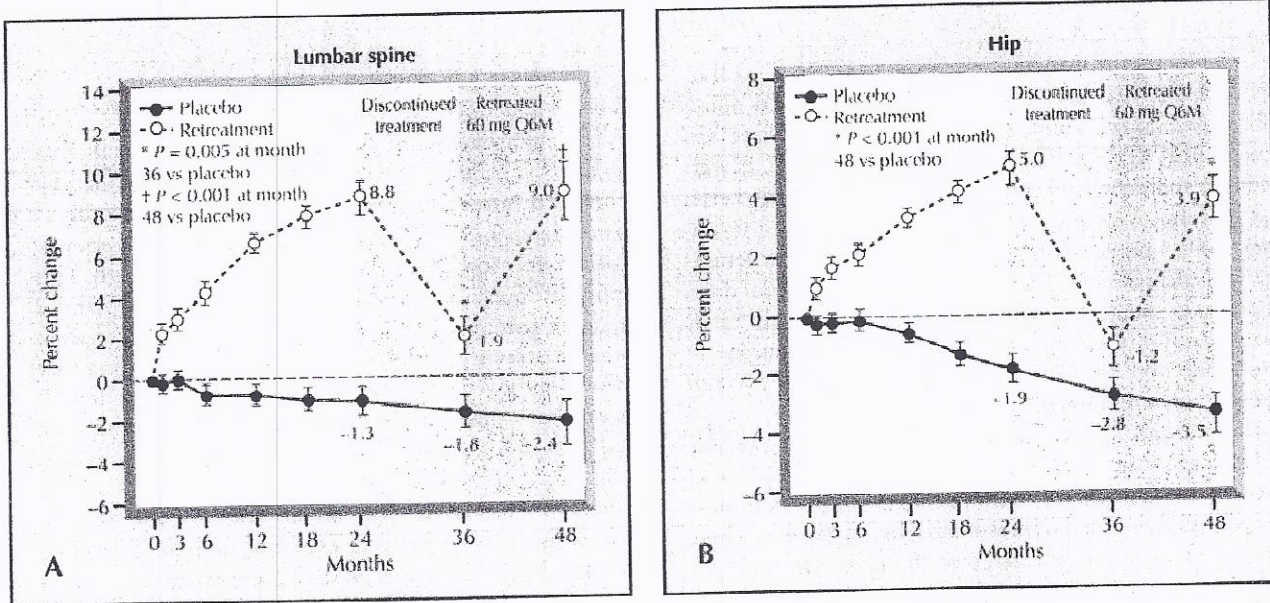 Lumbar spine
Placebo
Retreatment
* P = 0.005 at month
36 vs placebo
† P < 0.001 at month
48 vs placebo
Discontinued
treatment
Retreated
60 mg Q6M
Percent change
14
12
10
8
6
4
2
0
−2
−4
−6
8.8
9.0
†
*
1.9
−1.3
−1.8
−2.4
0 3 6 12 18 24 36 48
Months
A
Hip
Placebo
Retreatment
* P < 0.001 at month
48 vs placebo
Discontinued
treatment
Retreated
60 mg Q6M
Percent change
8
6
4
2
0
−2
−4
−6
5.0
3.9
*
-1.2
−1.9
−2.8
−3.5
0 3 6 12 18 24 36 48
Months
B